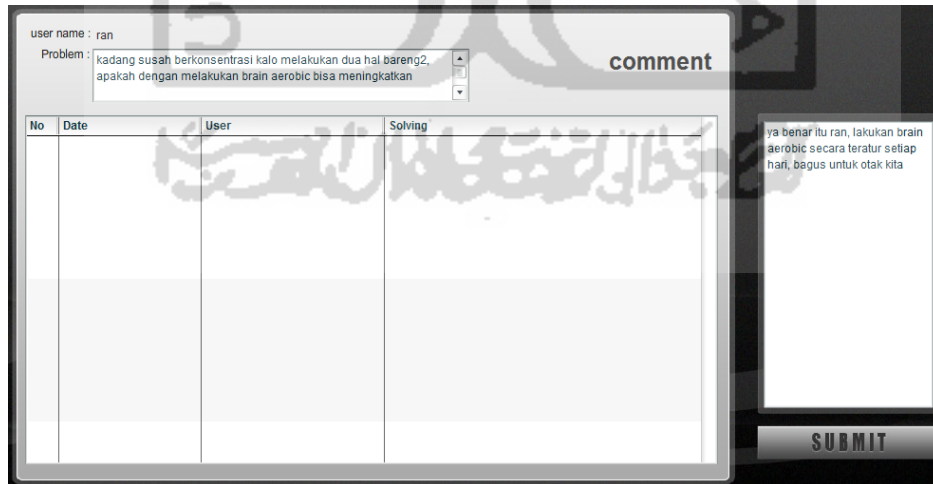 user name : ran
Problem : kadang susah berkonsentrasi kalo melakukan dua hal bareng2,
apakah dengan melakukan brain aerobic bisa meningkatkan
comment
No Date User Solving
ya benar itu ran, lakukan brain
aerobic secara teratur setiap
hari, bagus untuk otak kita
SUBMIT